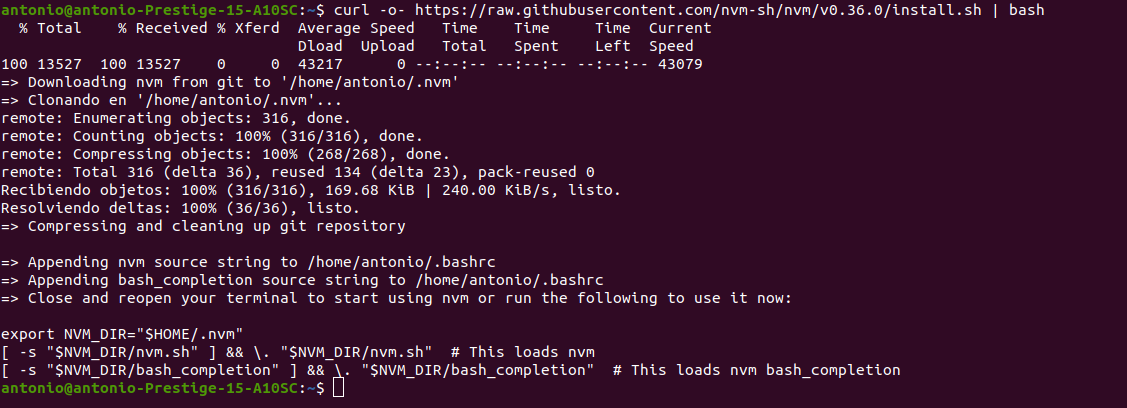 antonio@antonio-Prestige-15-A10SC:~$ curl -o- https://raw.githubusercontent.com/nvm-sh/nvm/v0.36.0/install.sh | bash
  % Total    % Received % Xferd  Average Speed   Time    Time     Time  Current
                                 Dload  Upload   Total   Spent    Left  Speed
100 13527  100 13527    0     0  43217      0 --:--:-- --:--:-- --:--:-- 43079
=> Downloading nvm from git to '/home/antonio/.nvm'
=> Clonando en '/home/antonio/.nvm'...
remote: Enumerating objects: 316, done.
remote: Counting objects: 100% (316/316), done.
remote: Compressing objects: 100% (268/268), done.
remote: Total 316 (delta 36), reused 134 (delta 23), pack-reused 0
Recibiendo objetos: 100% (316/316), 169.68 KiB | 240.00 KiB/s, listo.
Resolviendo deltas: 100% (36/36), listo.
=> Compressing and cleaning up git repository

=> Appending nvm source string to /home/antonio/.bashrc
=> Appending bash_completion source string to /home/antonio/.bashrc
=> Close and reopen your terminal to start using nvm or run the following to use it now:

export NVM_DIR="$HOME/.nvm"
[ -s "$NVM_DIR/nvm.sh" ] && \. "$NVM_DIR/nvm.sh"  # This loads nvm
[ -s "$NVM_DIR/bash_completion" ] && \. "$NVM_DIR/bash_completion"  # This loads nvm bash_completion
antonio@antonio-Prestige-15-A10SC:~$